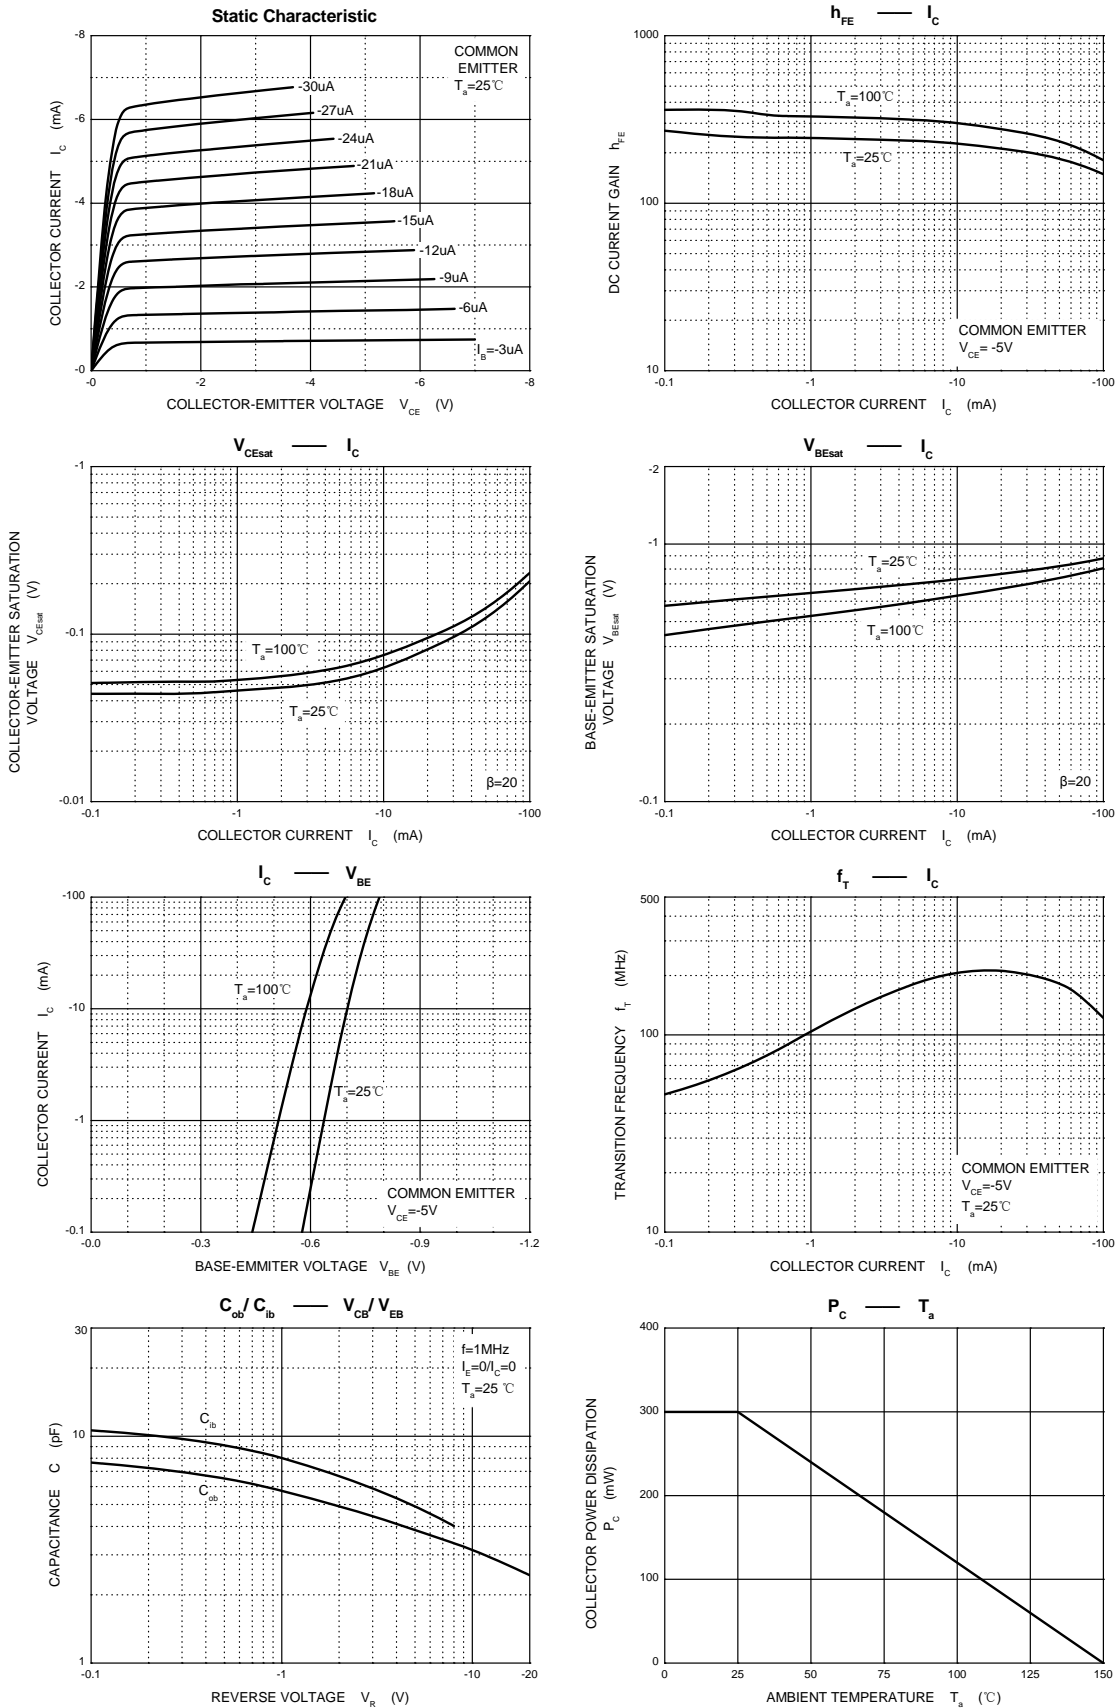 Static Characteristic
-8
-6
-4
-2
-0
-0
-2
-4
-6
-8
COLLECTOR CURRENT I_C (mA)
COLLECTOR-EMITTER VOLTAGE V_CE (V)
COMMON
EMITTER
T_a=25℃
-30uA
-27uA
-24uA
-21uA
-18uA
-15uA
-12uA
-9uA
-6uA
I_B=-3uA
h_FE —— I_C
1000
100
10
-0.1
-1
-10
-100
DC CURRENT GAIN h_FE
COLLECTOR CURRENT I_C (mA)
T_a=100℃
T_a=25℃
COMMON EMITTER
V_CE= -5V
V_CEsat —— I_C
-1
-0.1
-0.01
-0.1
-1
-10
-100
COLLECTOR-EMITTER SATURATION
VOLTAGE V_CEsat (V)
COLLECTOR CURRENT I_C (mA)
T_a=100℃
T_a=25℃
β=20
V_BEsat —— I_C
-2
-1
-0.1
-0.1
-1
-10
-100
BASE-EMITTER SATURATION
VOLTAGE V_BEsat (V)
COLLECTOR CURRENT I_C (mA)
T_a=25℃
T_a=100℃
β=20
I_C —— V_BE
-100
-10
-1
-0.1
-0.0
-0.3
-0.6
-0.9
-1.2
COLLECTOR CURRENT I_C (mA)
BASE-EMMITER VOLTAGE V_BE (V)
T_a=100℃
T_a=25℃
COMMON EMITTER
V_CE=-5V
f_T —— I_C
500
100
10
-0.1
-1
-10
-100
TRANSITION FREQUENCY f_T (MHz)
COLLECTOR CURRENT I_C (mA)
COMMON EMITTER
V_CE=-5V
T_a=25℃
C_ob/ C_ib —— V_CB/ V_EB
30
10
1
-0.1
-1
-10
-20
CAPACITANCE C (pF)
REVERSE VOLTAGE V_R (V)
f=1MHz
I_E=0/I_C=0
T_a=25 ℃
C_ib
C_ob
P_C —— T_a
400
300
200
100
0
0
25
50
75
100
125
150
COLLECTOR POWER DISSIPATION
P_C (mW)
AMBIENT TEMPERATURE T_a (℃)